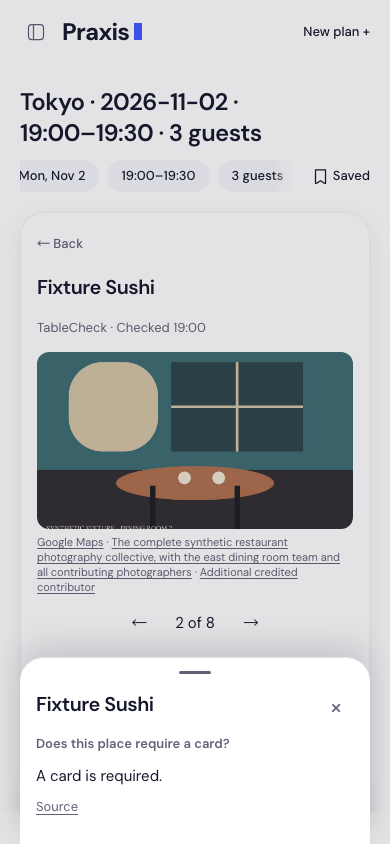 Praxis
New plan +
Tokyo · 2026-11-02 ·
19:00–19:30 · 3 guests
Mon, Nov 2
19:00–19:30
3 guests
Saved
← Back
Fixture Sushi
TableCheck · Checked 19:00
SYNTHETIC FIXTURE · DINING ROOM 2
Google Maps · The complete synthetic restaurant
photography collective, with the east dining room team and
all contributing photographers · Additional credited
contributor
← 2 of 8 →
Fixture Sushi
×
Does this place require a card?
A card is required.
Source